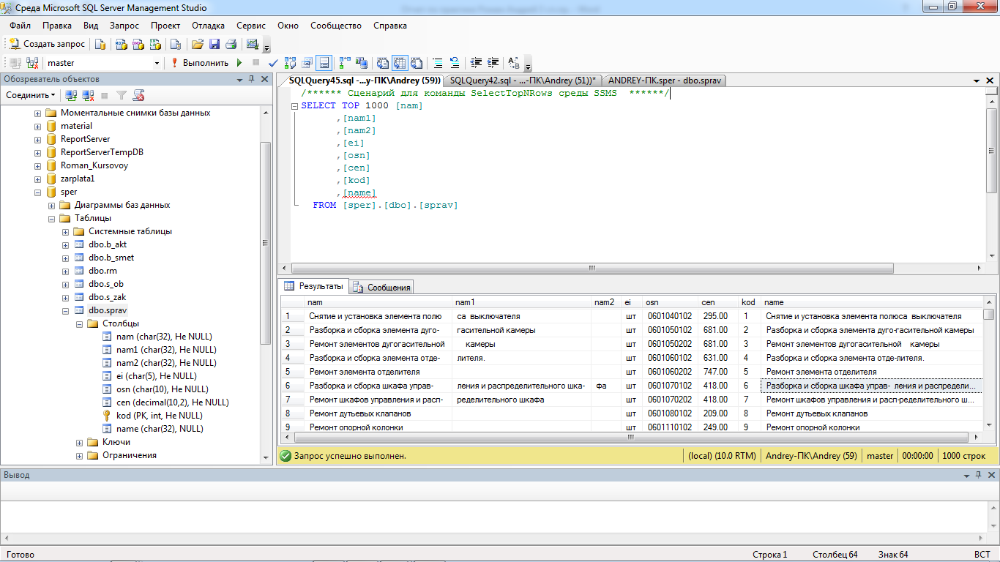 Среда Microsoft SQL Server Management Studio
Файл Правка Вид Запрос Проект Отладка Сервис Окно Сообщество Справка
Создать запрос
master Выполнить
Обозреватель объектов
Соединить
Моментальные снимки базы данных
material
ReportServer
ReportServerTempDB
Roman_Kursovoy
zarplata1
sper
Диаграммы баз данных
Таблицы
Системные таблицы
dbo.b_akt
dbo.b_smet
dbo.rm
dbo.s_ob
dbo.s_zak
dbo.sprav
Столбцы
nam (char(32), Не NULL)
nam1 (char(32), Не NULL)
nam2 (char(32), Не NULL)
ei (char(5), Не NULL)
osn (char(10), Не NULL)
cen (decimal(10,2), Не NULL)
kod (PK, int, Не NULL)
name (char(32), NULL)
Ключи
Ограничения
SQLQuery45.sql -...y-ПК\Andrey (59)) SQLQuery42.sql - ...-ПК\Andrey (51))* ANDREY-ПК.sper - dbo.sprav
/****** Сценарий для команды SelectTopNRows среды SSMS ******/
SELECT TOP 1000 [nam]
,[nam1]
,[nam2]
,[ei]
,[osn]
,[cen]
,[kod]
,[name]
FROM [sper].[dbo].[sprav]
Результаты Сообщения
nam nam1 nam2 ei osn cen kod name
1 Снятие и установка элемента полю са выключателя шт 0601040102 295.00 1 Снятие и установка элемента полюса выключателя
2 Разборка и сборка элемента дуго- гасительной камеры шт 0601050102 681.00 2 Разборка и сборка элемента дуго-гасительной камеры
3 Ремонт элементов дугогасительной камеры шт 0601050202 681.00 3 Ремонт элементов дугогасительной камеры
4 Разборка и сборка элемента отде- лителя. шт 0601060102 631.00 4 Разборка и сборка элемента отде-лителя.
5 Ремонт элемента отделителя шт 0601060202 747.00 5 Ремонт элемента отделителя
6 Разборка и сборка шкафа управ- ления и распределительного шка- фа шт 0601070102 418.00 6 Разборка и сборка шкафа управ- ления и распредели...
7 Ремонт шкафов управления и расп- ределительного шкафа шт 0601070202 418.00 7 Ремонт шкафов управления и расп-ределительного ш...
8 Ремонт дутьевых клапанов шт 0601080102 209.00 8 Ремонт дутьевых клапанов
9 Ремонт опорной колонки шт 0601110102 249.00 9 Ремонт опорной колонки
Запрос успешно выполнен. (local) (10.0 RTM) Andrey-ПК\Andrey (59) master 00:00:00 1000 строк
Вывод
Готово Строка 1 Столбец 64 Знак 64 ВСТ